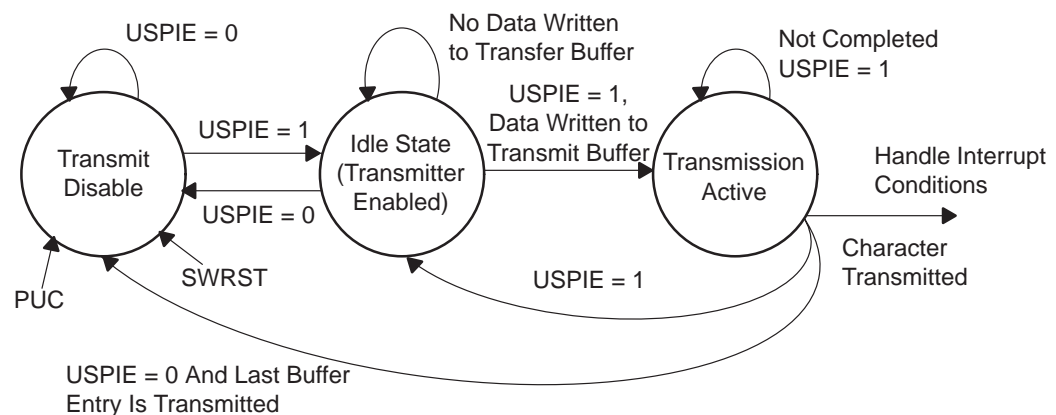 USPIE = 0
No Data Written
to Transfer Buffer
Not Completed
USPIE = 1
USPIE = 1,
Data Written to
Transmit Buffer
USPIE = 1
Transmit
Disable
Idle State
(Transmitter
Enabled)
Transmission
Active
Handle Interrupt
Conditions
USPIE = 0
SWRST
PUC
USPIE = 1
Character
Transmitted
USPIE = 0 And Last Buffer
Entry Is Transmitted